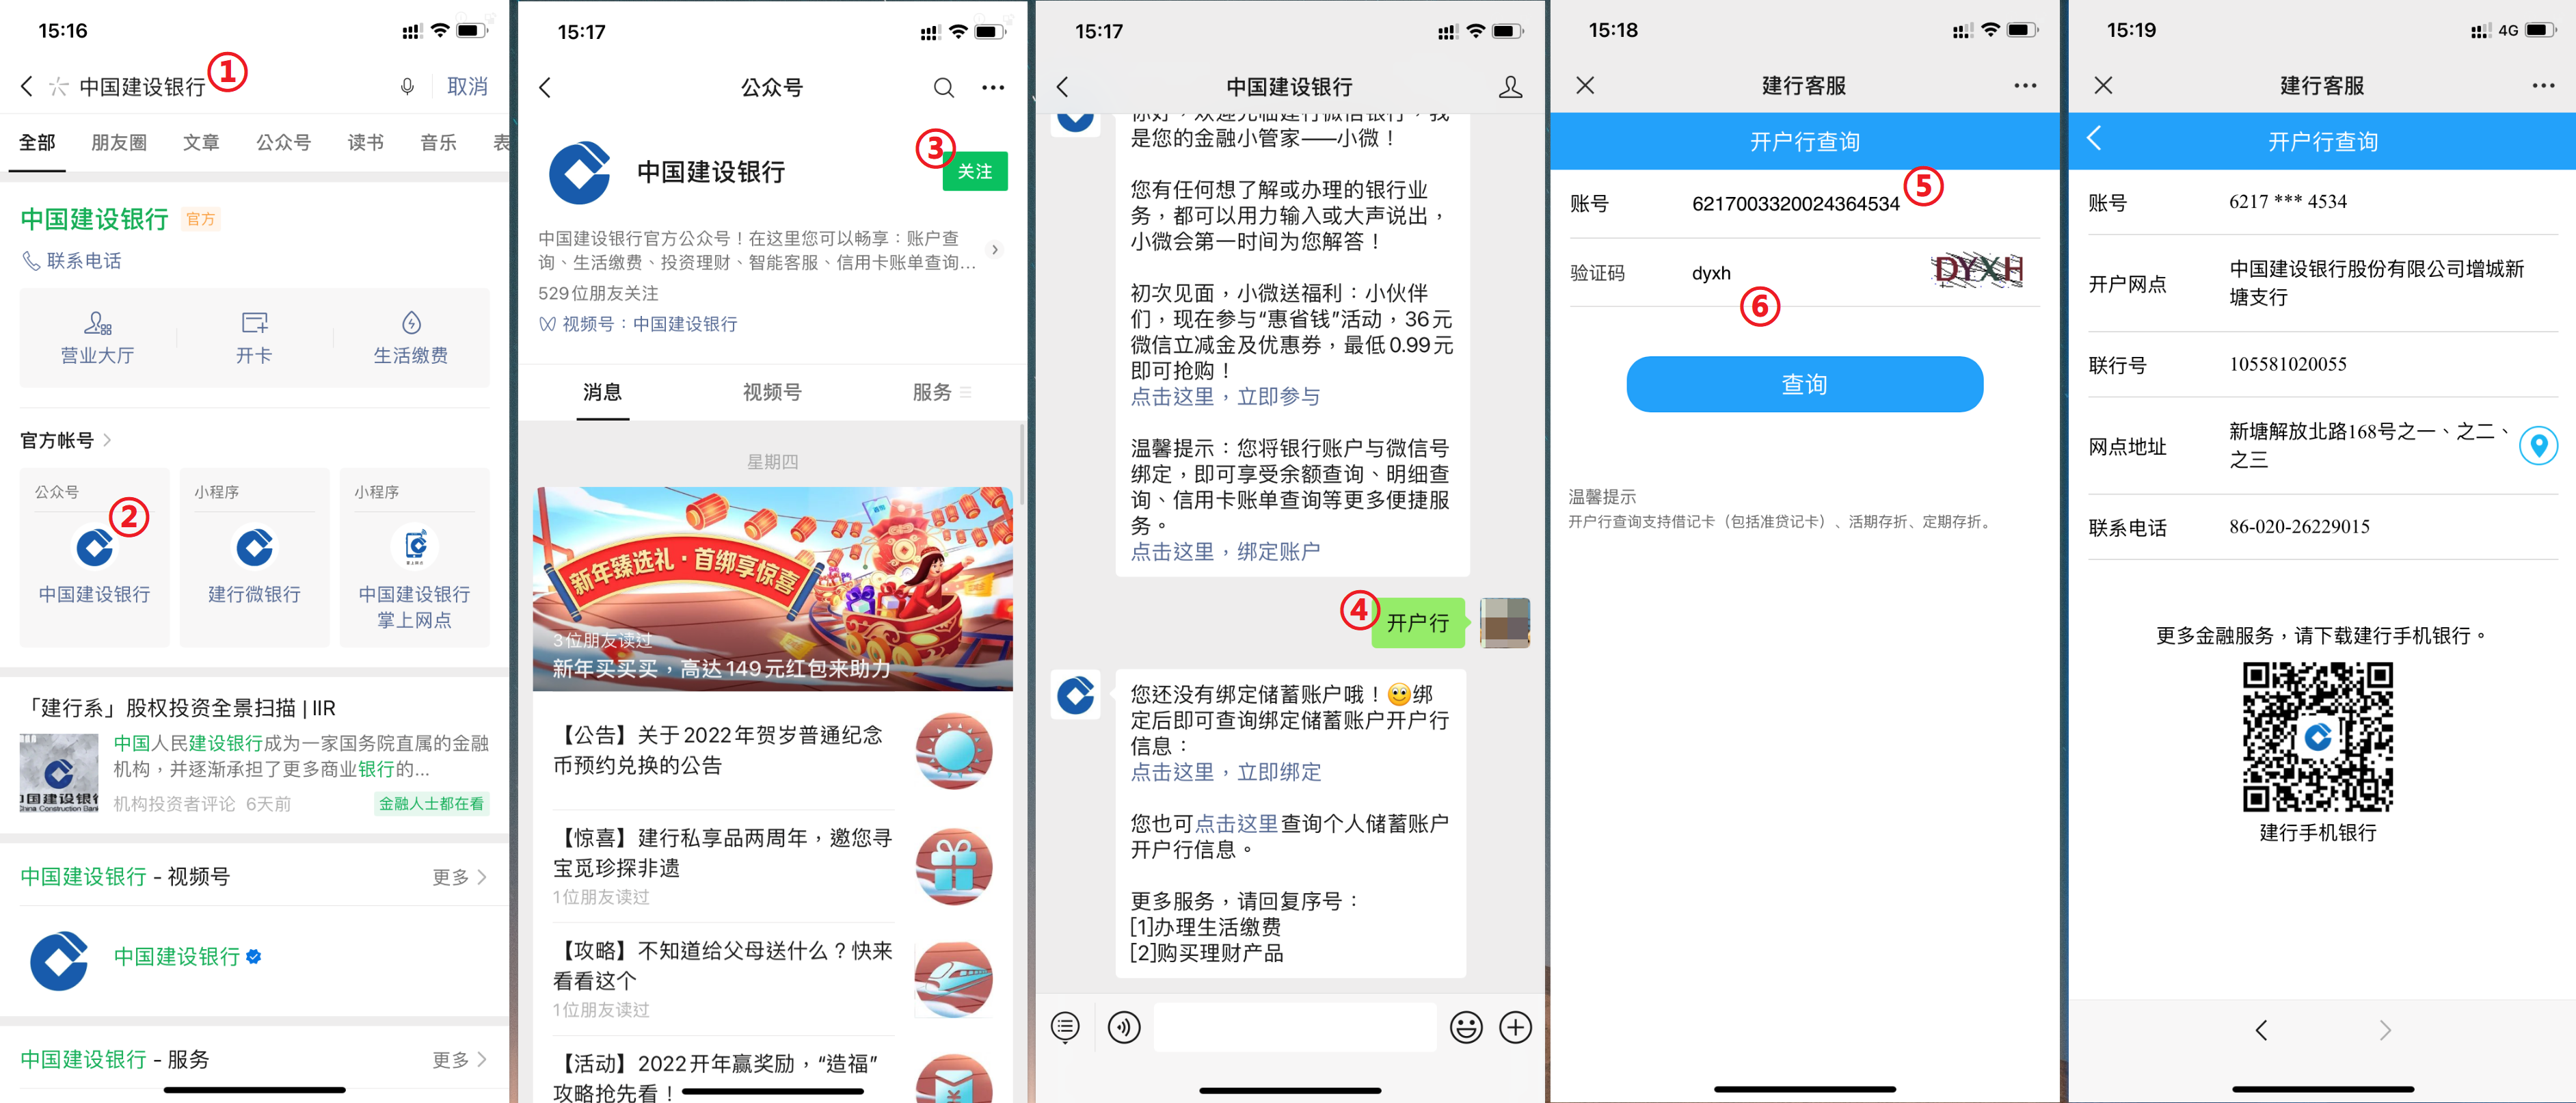 15:16
中国建设银行
①
取消
全部 朋友圈 文章 公众号 读书 音乐 表
中国建设银行 官方
联系电话
营业大厅 开卡 生活缴费
官方帐号
公众号 小程序 小程序
②
中国建设银行 建行微银行 中国建设银行
掌上网点
「建行系」股权投资全景扫描 | IIR
中国人民建设银行成为一家国务院直属的金融
机构，并逐渐承担了更多商业银行的...
机构投资者评论 6天前 金融人士都在看
中国建设银行
China Construction Bank
中国建设银行 - 视频号 更多
中国建设银行
中国建设银行 - 服务 更多
15:17
公众号
中国建设银行
③
关注
中国建设银行官方公众号！在这里您可以畅享：账户查
询、生活缴费、投资理财、智能客服、信用卡账单查询...
529位朋友关注
视频号：中国建设银行
消息 视频号 服务
星期四
新年臻选礼·首绑享惊喜
3位朋友读过
新年买买买，高达149元红包来助力
【公告】关于2022年贺岁普通纪念
币预约兑换的公告
【惊喜】建行私享品两周年，邀您寻
宝觅珍探非遗
1位朋友读过
【攻略】不知道给父母送什么？快来
看看这个
1位朋友读过
【活动】2022开年赢奖励，“造福”
攻略抢先看！
15:17
中国建设银行
你好，欢迎光临建行微信银行，我
是您的金融小管家——小微！
您有任何想了解或办理的银行业
务，都可以用力输入或大声说出，
小微会第一时间为您解答！
初次见面，小微送福利：小伙伴
们，现在参与“惠省钱”活动，36元
微信立减金及优惠券，最低0.99元
即可抢购！
点击这里，立即参与
温馨提示：您将银行账户与微信号
绑定，即可享受余额查询、明细查
询、信用卡账单查询等更多便捷服
务。
点击这里，绑定账户
④
开户行
您还没有绑定储蓄账户哦！绑
定后即可查询绑定储蓄账户开户行
信息：
点击这里，立即绑定
您也可点击这里查询个人储蓄账户
开户行信息。
更多服务，请回复序号：
[1]办理生活缴费
[2]购买理财产品
15:18
建行客服
开户行查询
⑤
账号 6217003320024364534
验证码 dyxh DYXH
⑥
查询
温馨提示
开户行查询支持借记卡（包括准贷记卡）、活期存折、定期存折。
15:19
4G
建行客服
开户行查询
账号 6217 *** 4534
开户网点 中国建设银行股份有限公司增城新
塘支行
联行号 105581020055
网点地址 新塘解放北路168号之一、之二、
之三
联系电话 86-020-26229015
更多金融服务，请下载建行手机银行。
建行手机银行